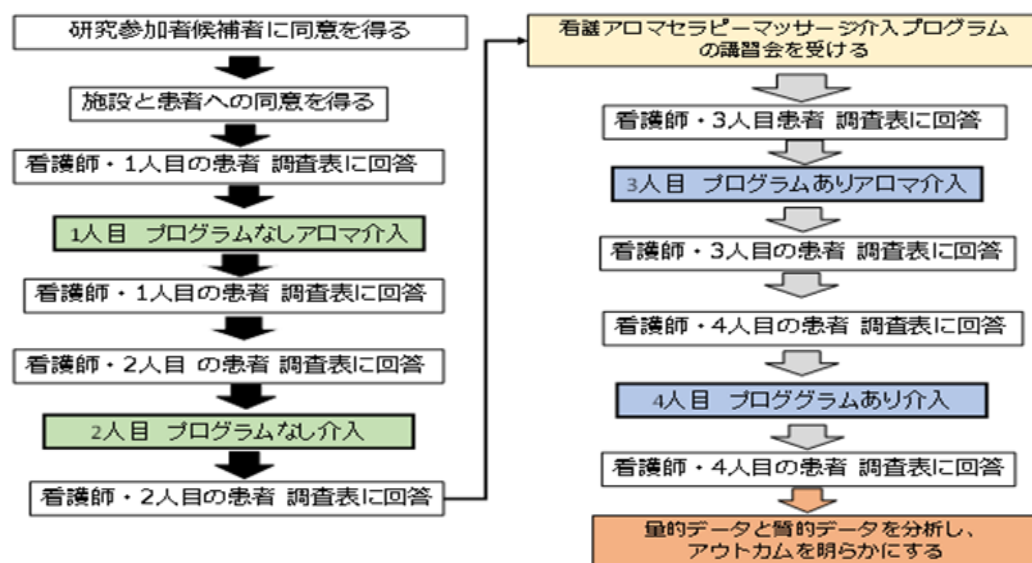 研究参加者候補者に同意を得る
施設と患者への同意を得る
看護師・1人目の患者 調査表に回答
1人目 プログラムなしアロマ介入
看護師・1人目の患者 調査表に回答
看護師・2人目 の患者 調査表に回答
2人目 プログラムなし介入
看護師・2人目の患者 調査表に回答
看護アロマセラピーマッサージ介入プログラム
の講習会を受ける
看護師・3人目患者 調査表に回答
3人目 プログラムありアロマ介入
看護師・3人目の患者 調査表に回答
看護師・4人目の患者 調査表に回答
4人目 プロググラムあり介入
看護師・4人目の患者 調査表に回答
量的データと質的データを分析し、
アウトカムを明らかにする